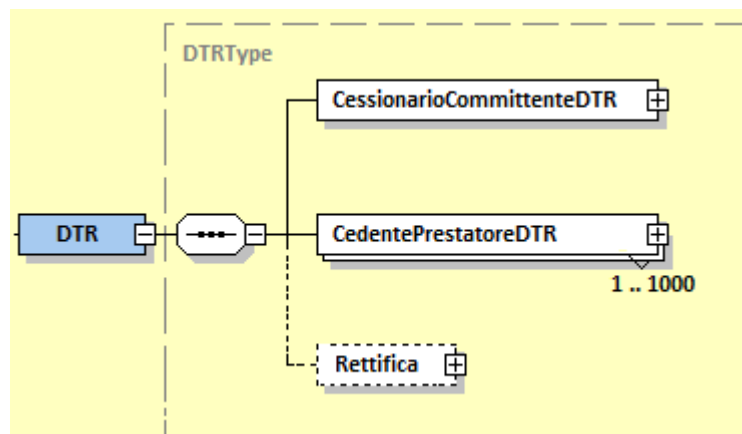 DTRType
CessionarioCommittenteDTR
DTR
CedentePrestatoreDTR
1 .. 1000
Rettifica